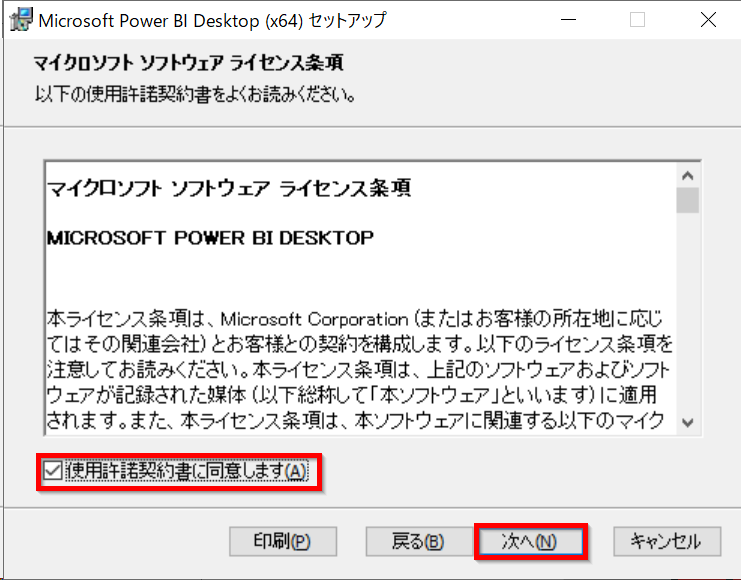 Microsoft Power BI Desktop (x64) セットアップ
マイクロソフト ソフトウェア ライセンス条項
以下の使用許諾契約書をよくお読みください。
マイクロソフト ソフトウェア ライセンス条項
MICROSOFT POWER BI DESKTOP
本ライセンス条項は、Microsoft Corporation (またはお客様の所在地に応じ
てはその関連会社) とお客様との契約を構成します。以下のライセンス条項を
注意してお読みください。本ライセンス条項は、上記のソフトウェアおよびソフト
ウェアが記録された媒体 (以下総称して「本ソフトウェア」といいます) に適用
されます。また、本ライセンス条項は、本ソフトウェアに関連する以下のマイク
使用許諾契約書に同意します(A)
印刷(P)
戻る(B)
次へ(N)
キャンセル